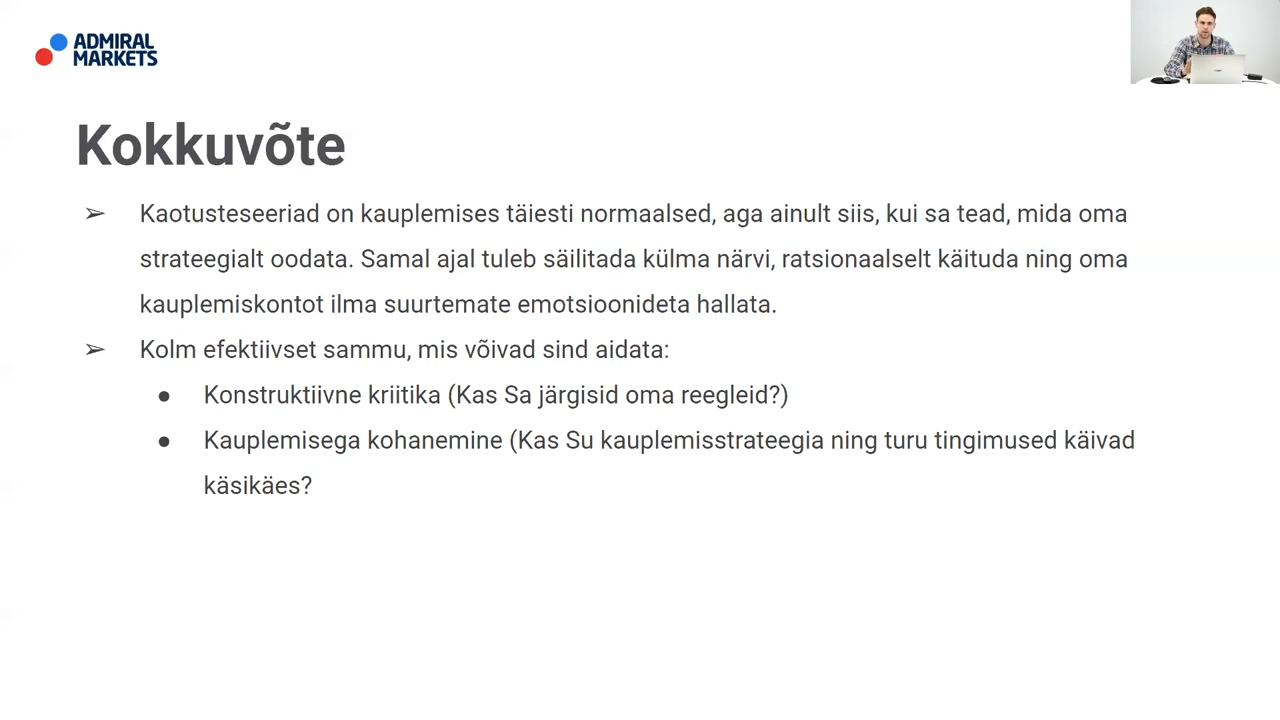 ADMIRAL
MARKETS
Kokkuvõte
➢ Kaotusteseeriad on kauplemises täiesti normaalsed, aga ainult siis, kui sa tead, mida oma
strateegialt oodata. Samal ajal tuleb säilitada külma närvi, ratsionaalselt käituda ning oma
kauplemiskontot ilma suurtemate emotsioonideta hallata.
➢ Kolm efektiivset sammu, mis võivad sind aidata:
● Konstruktiivne kriitika (Kas Sa järgisid oma reegleid?)
● Kauplemisega kohanemine (Kas Su kauplemisstrateegia ning turu tingimused käivad
käsikäes?